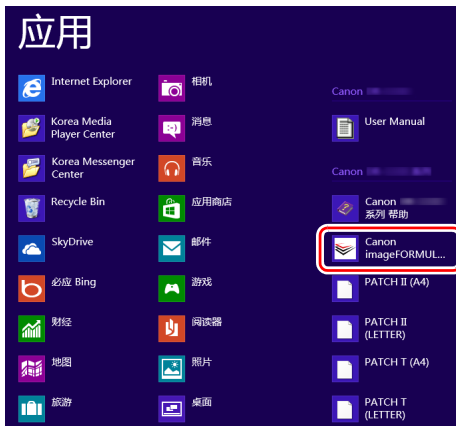 应用
Internet Explorer
Korea Media
Player Center
Korea Messenger
Center
Recycle Bin
SkyDrive
必应 Bing
财经
地图
旅游
相机
消息
音乐
应用商店
邮件
游戏
阅读器
照片
桌面
Canon
User Manual
Canon
Canon
系列 帮助
Canon
imageFORMUL...
PATCH II (A4)
PATCH II
(LETTER)
PATCH T (A4)
PATCH T
(LETTER)